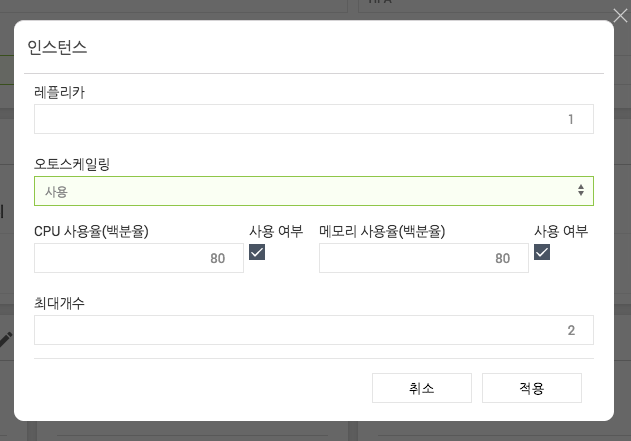 인스턴스
레플리카
1
오토스케일링
사용
CPU 사용율(백분율) 사용 여부 메모리 사용율(백분율) 사용 여부
80 80
최대개수
2
취소 적용